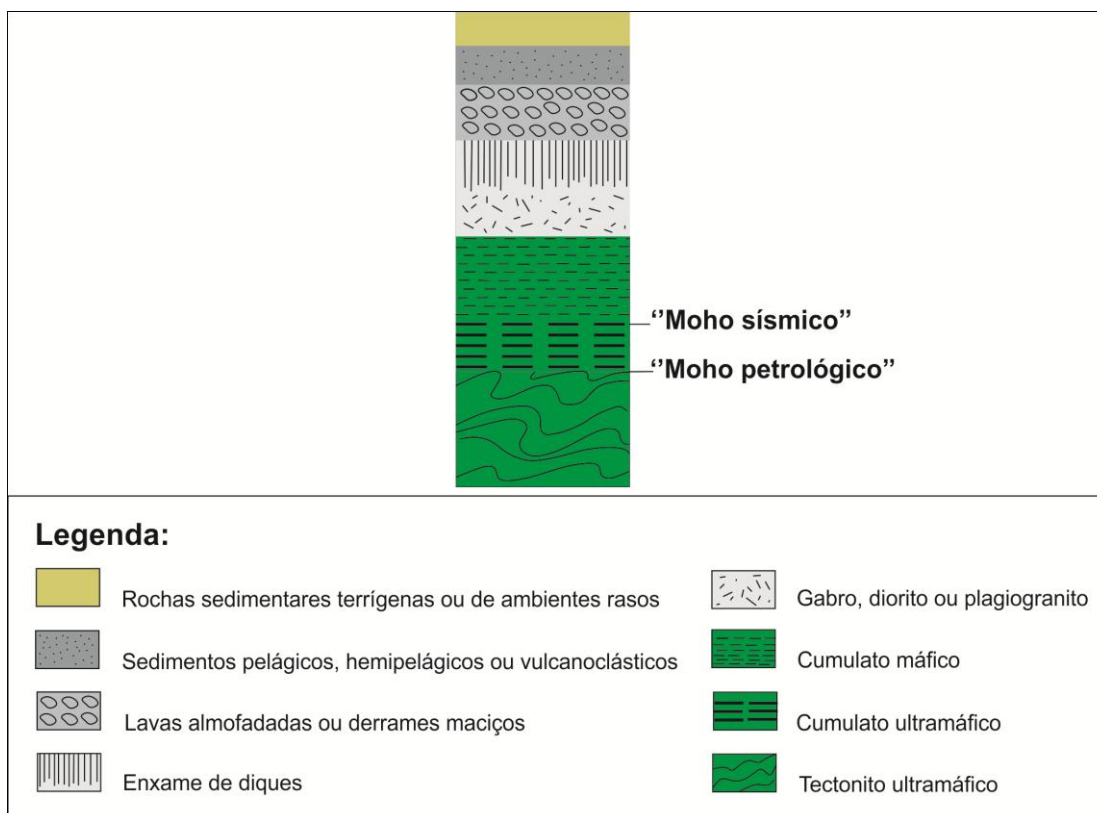 ‘’Moho sísmico’’
‘’Moho petrológico’’
Legenda:
Rochas sedimentares terrígenas ou de ambientes rasos
Sedimentos pelágicos, hemipelágicos ou vulcanoclásticos
Lavas almofadadas ou derrames maciços
Enxame de diques
Gabro, diorito ou plagiogranito
Cumulato máfico
Cumulato ultramáfico
Tectonito ultramáfico